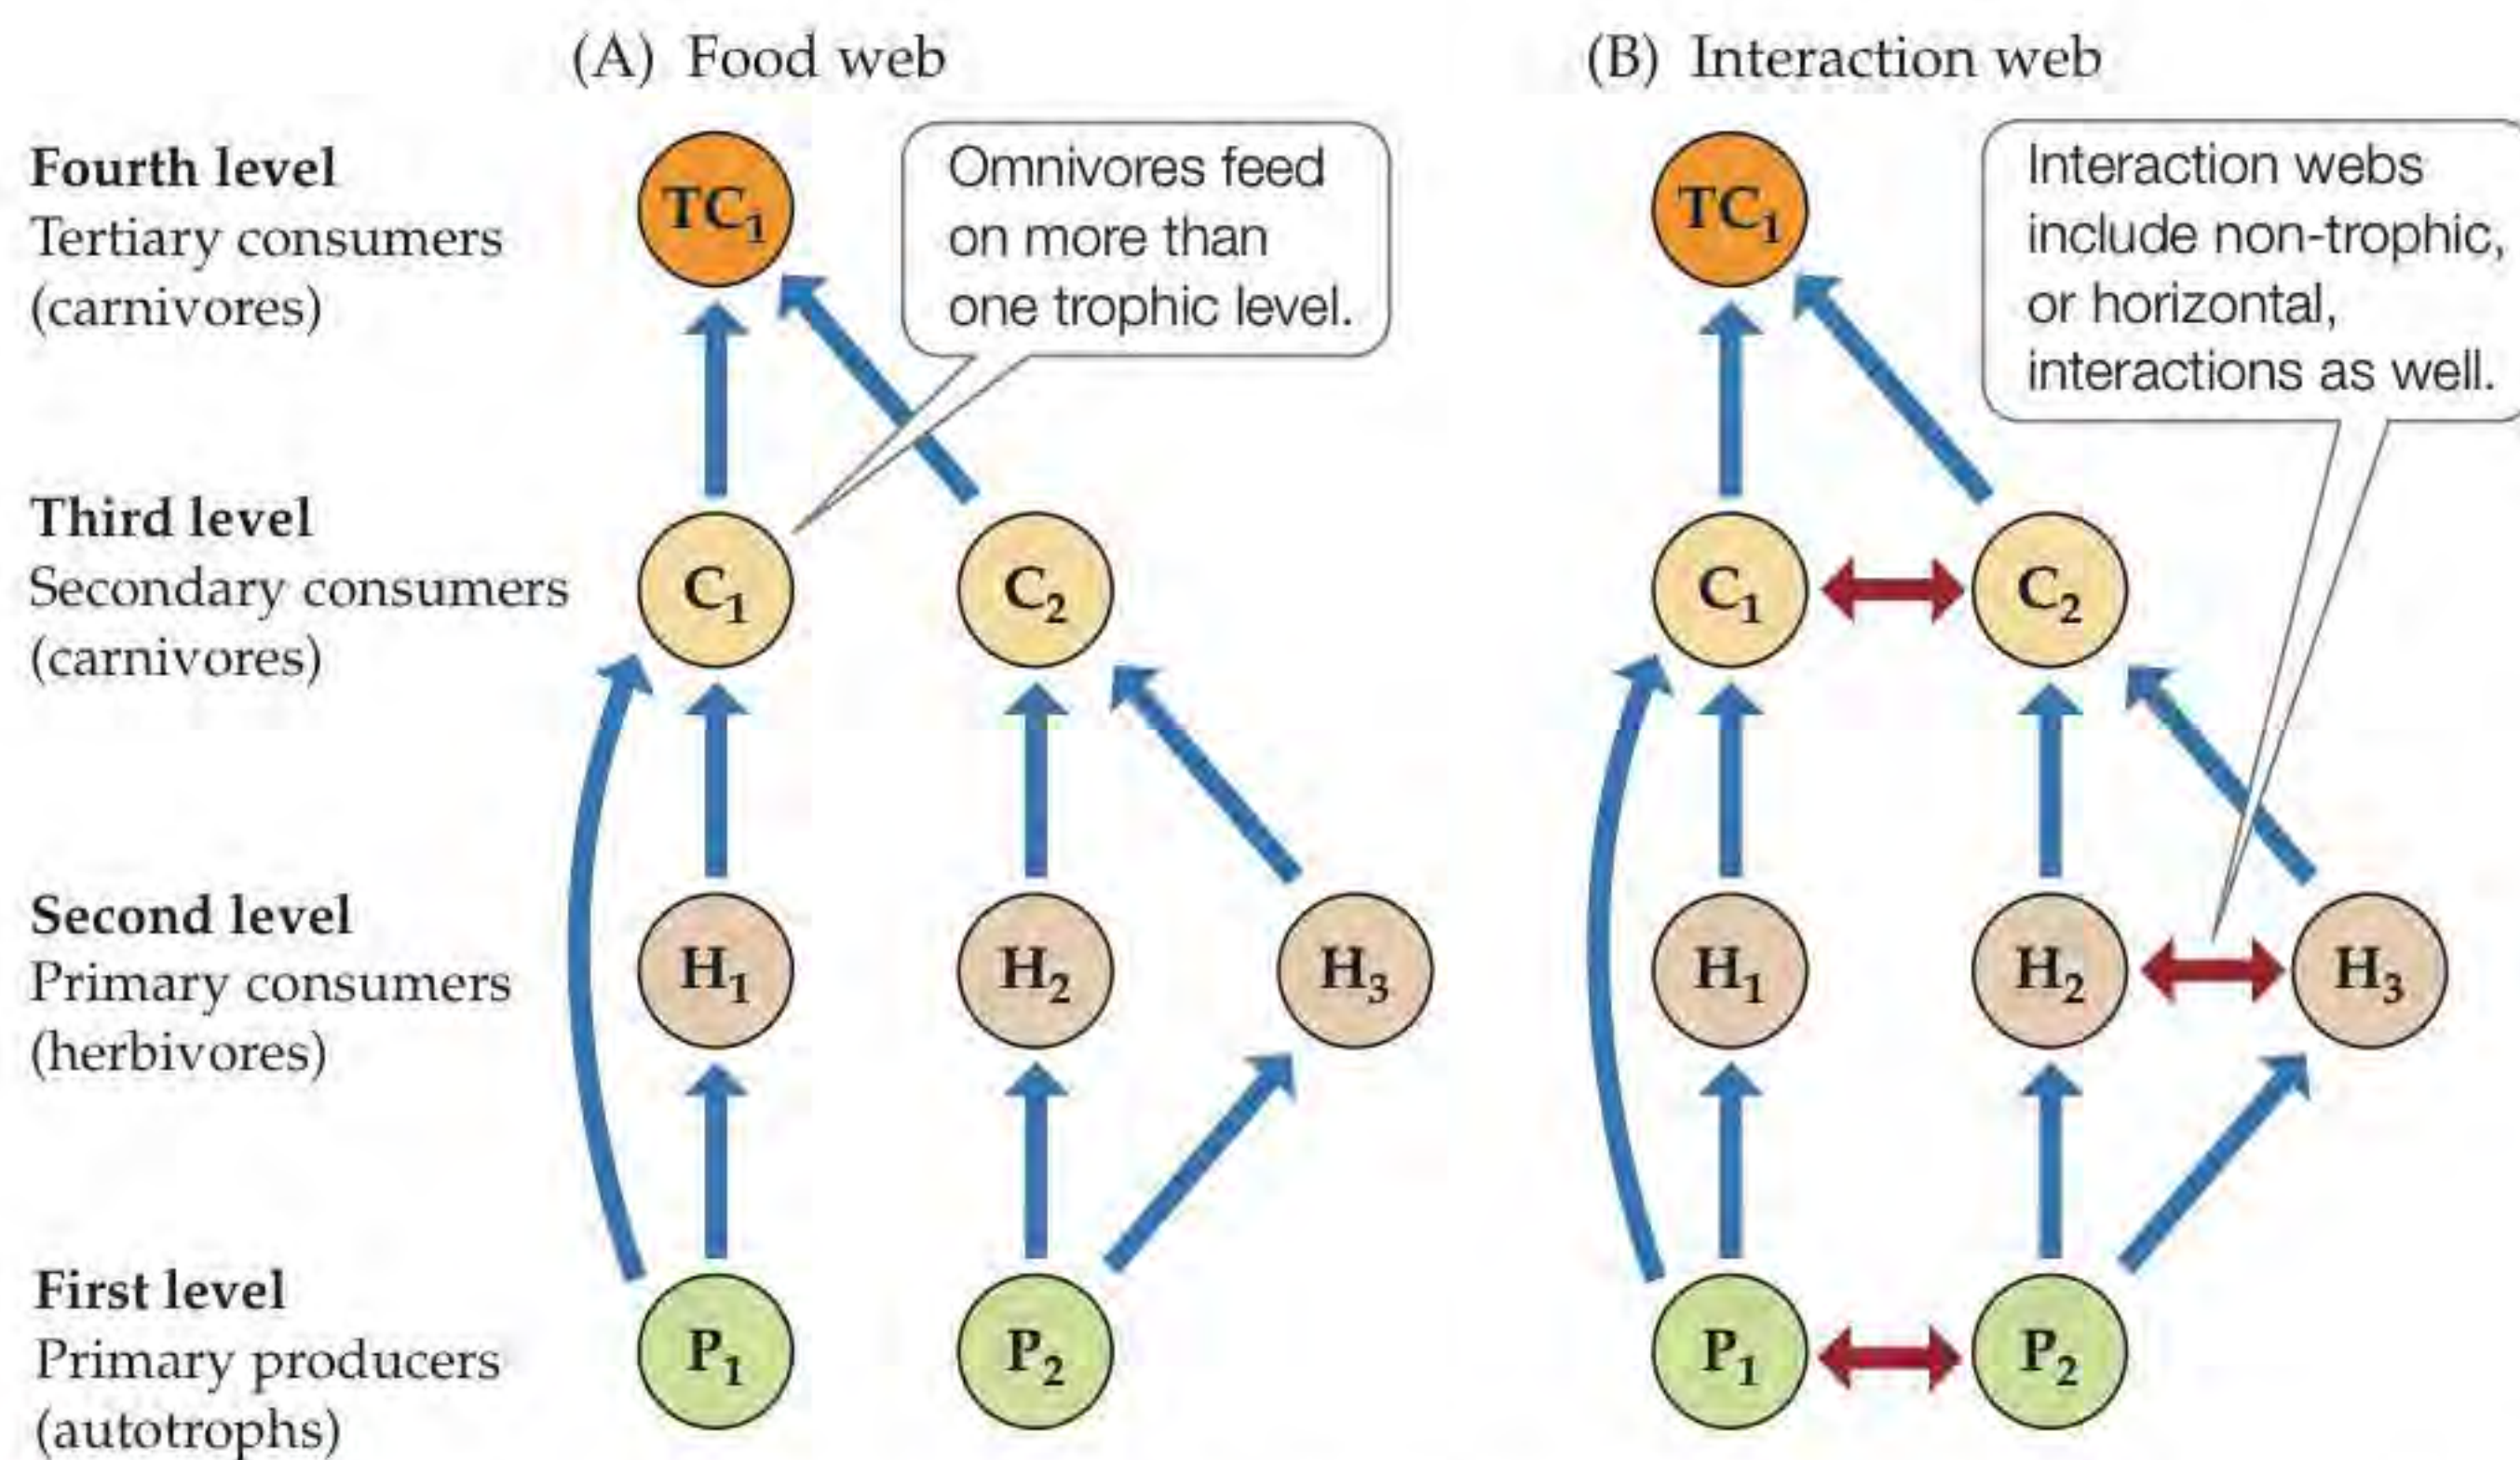 (A) Food web
(B) Interaction web
Fourth level
Tertiary consumers
(carnivores)
TC₁
Omnivores feed
on more than
one trophic level.
TC₁
Interaction webs
include non-trophic,
or horizontal,
interactions as well.
Third level
Secondary consumers
(carnivores)
C₁
C₂
C₁
C₂
Second level
Primary consumers
(herbivores)
H₁
H₂
H₃
H₁
H₂
H₃
First level
Primary producers
(autotrophs)
P₁
P₂
P₁
P₂